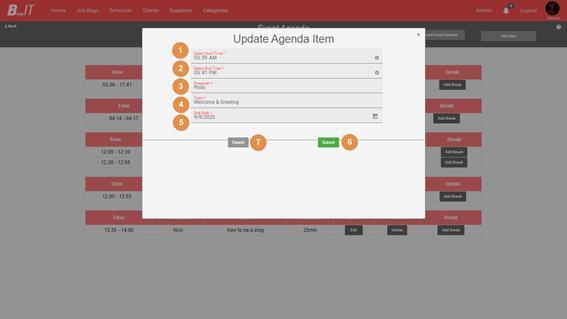 BagIT Home Job Bags Schedule Clients Suppliers Categories Admin Logout
Back
Event Agenda
Add Item
Update Agenda Item
x
1 Select Start Time *
03:39 AM
2 Select End Time *
05:41 PM
3 Presenter *
Ross
4 Topic *
Welcome & Greeting
5 Due Date *
9/9/2020
Cancel 7 Submit 6
Time Break
03:38 - 17:41 Add Break
Time Break
04:14 - 04:17 Add Break
Time Break
12:00 - 12:30 Add Break
12:30 - 12:55 Add Break
Time Break
12:00 - 12:55 Add Break
Time Break
13:35 - 14:00 Nick how to be a plug 25mm Edit Delete Add Break